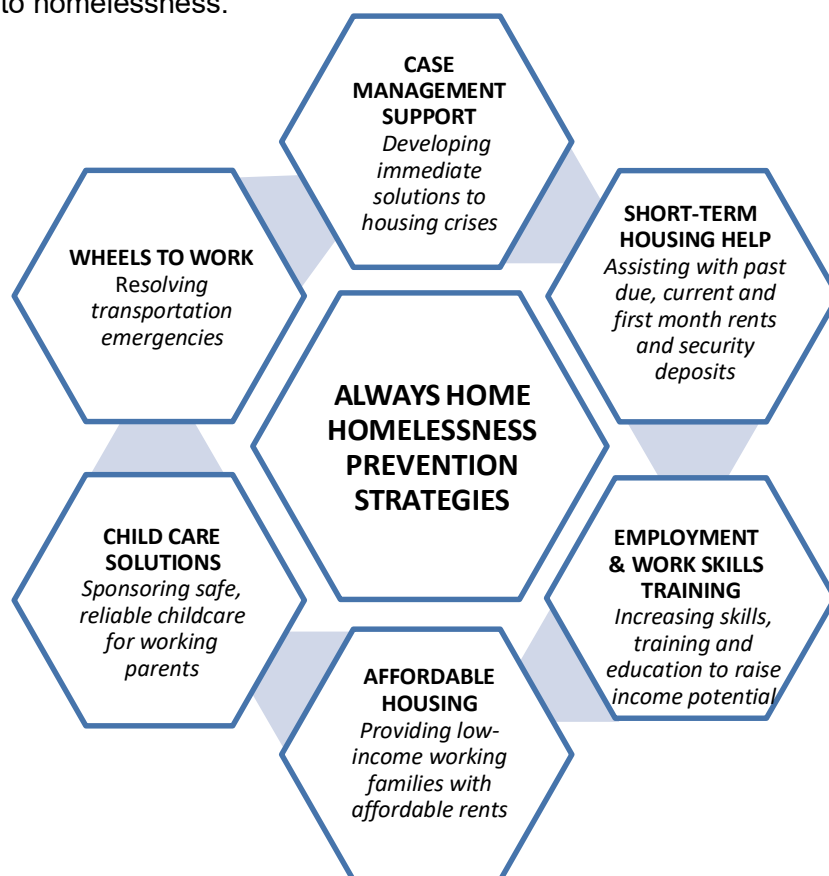 to homelessness.
CASE
MANAGEMENT
SUPPORT
Developing
immediate
solutions to
housing crises
SHORT-TERM
HOUSING HELP
Assisting with past
due, current and
first month rents
and security
deposits
EMPLOYMENT
& WORK SKILLS
TRAINING
Increasing skills,
training and
education to raise
income potential
AFFORDABLE
HOUSING
Providing low-
income working
families with
affordable rents
CHILD CARE
SOLUTIONS
Sponsoring safe,
reliable childcare
for working
parents
WHEELS TO WORK
Resolving
transportation
emergencies
ALWAYS HOME
HOMELESSNESS
PREVENTION
STRATEGIES